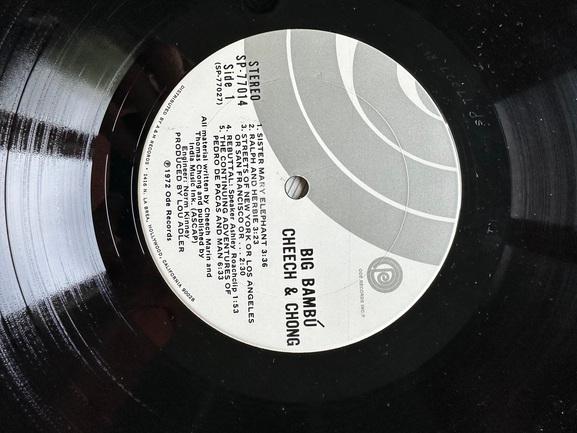 ODE RECORDS INC.
BIG BAMBÚ
CHEECH & CHONG
STEREO
SP-77014
Side 1
(SP-77027)
1. SISTER MARY ELEPHANT 3:36
2. RALPH AND HERBIE 3:23
3. STREETS OF NEW YORK OR LOS ANGELES
OR SAN FRANCISCO OR . . . 2:30
4. REBUTTAL: Speaker Ashley Roachclip 1:53
5. THE CONTINUING ADVENTURES OF
PEDRO DE PACAS AND MAN 6:33
All material written by Cheech Marin and
Thomas Chong and published by
India Music Ink. (ASCAP)
Engineer: Norm Kinney
PRODUCED BY LOU ADLER
℗1972 Ode Records
DISTRIBUTED BY A&M RECORDS • 1416 N. LA BREA, HOLLYWOOD, CALIFORNIA 90028